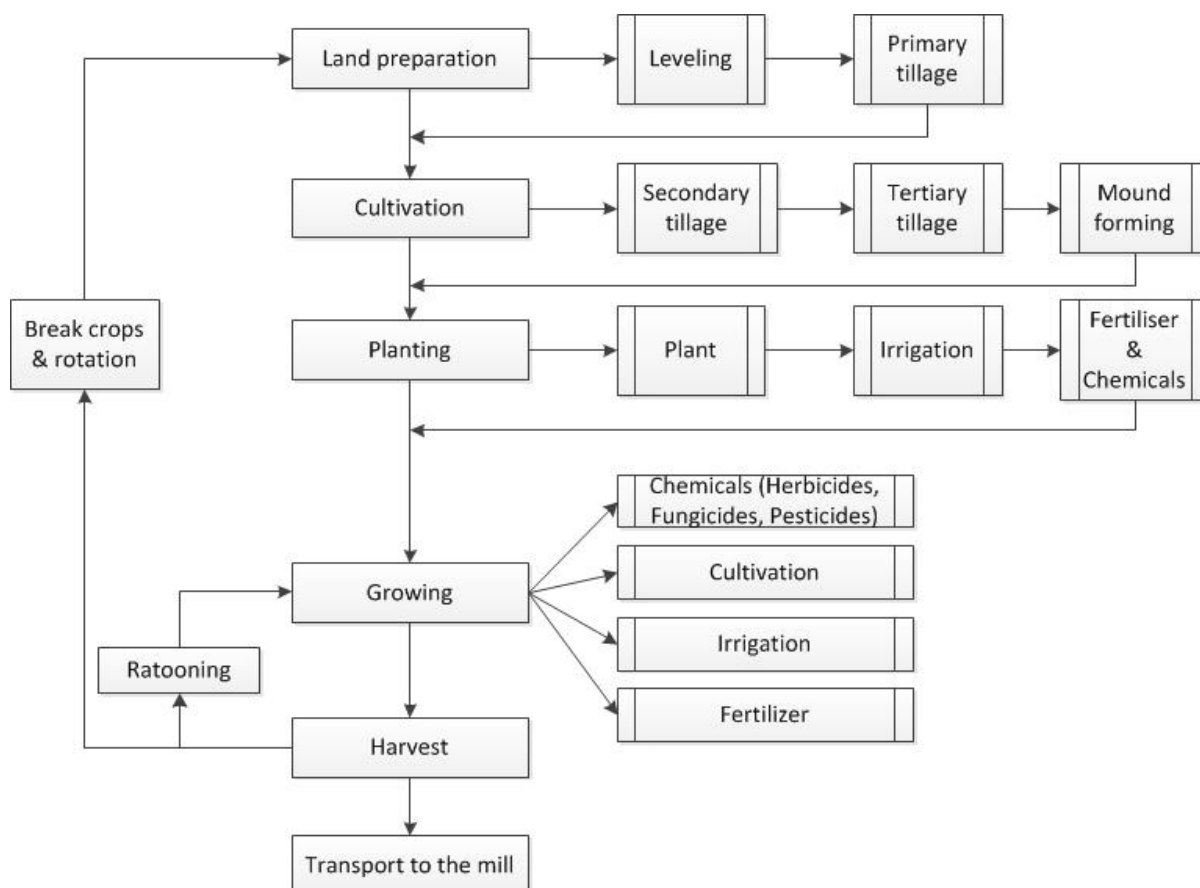 Land preparation
Leveling
Primary
tillage
Cultivation
Secondary
tillage
Tertiary
tillage
Mound
forming
Break crops
& rotation
Planting
Plant
Irrigation
Fertiliser
&
Chemicals
Chemicals (Herbicides,
Fungicides, Pesticides)
Growing
Cultivation
Irrigation
Ratooning
Fertilizer
Harvest
Transport to the mill